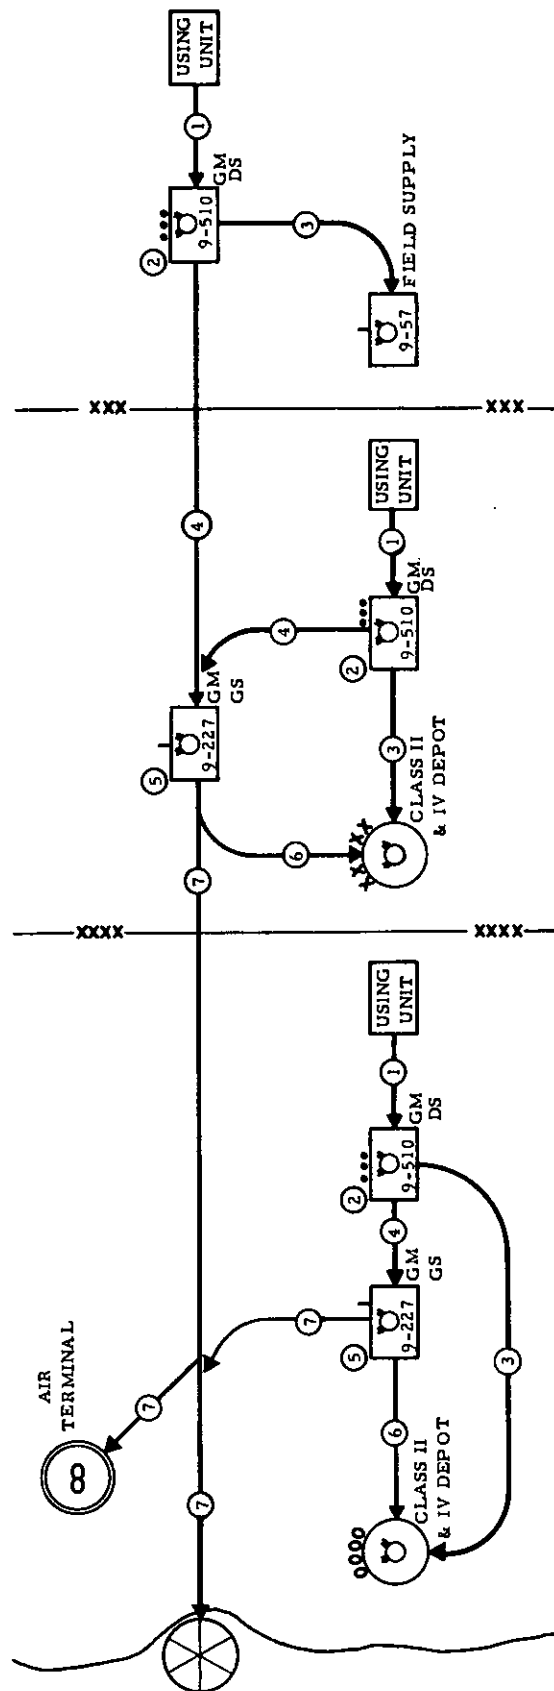 AIR
TERMINAL
8
7
7
7
7
USING
UNIT
1
2
9-510
GM
DS
4
5
9-227
GM
GS
6
3
CLASS II
& IV DEPOT
XXXX
XXXX
5
9-227
GM
GS
7
6
4
4
CLASS II
& IV DEPOT
3
2
9-510
GM
DS
1
USING
UNIT
XXX
XXX
2
9-510
GM
DS
1
USING
UNIT
3
9-57
FIELD SUPPLY